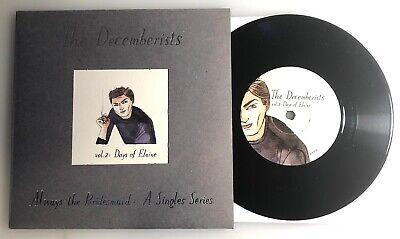 The Decemberists
vol.2: Days of Elaine
Always the Bridesmaid: A Singles Series
The Decemberists
vol.2: Days of Elaine